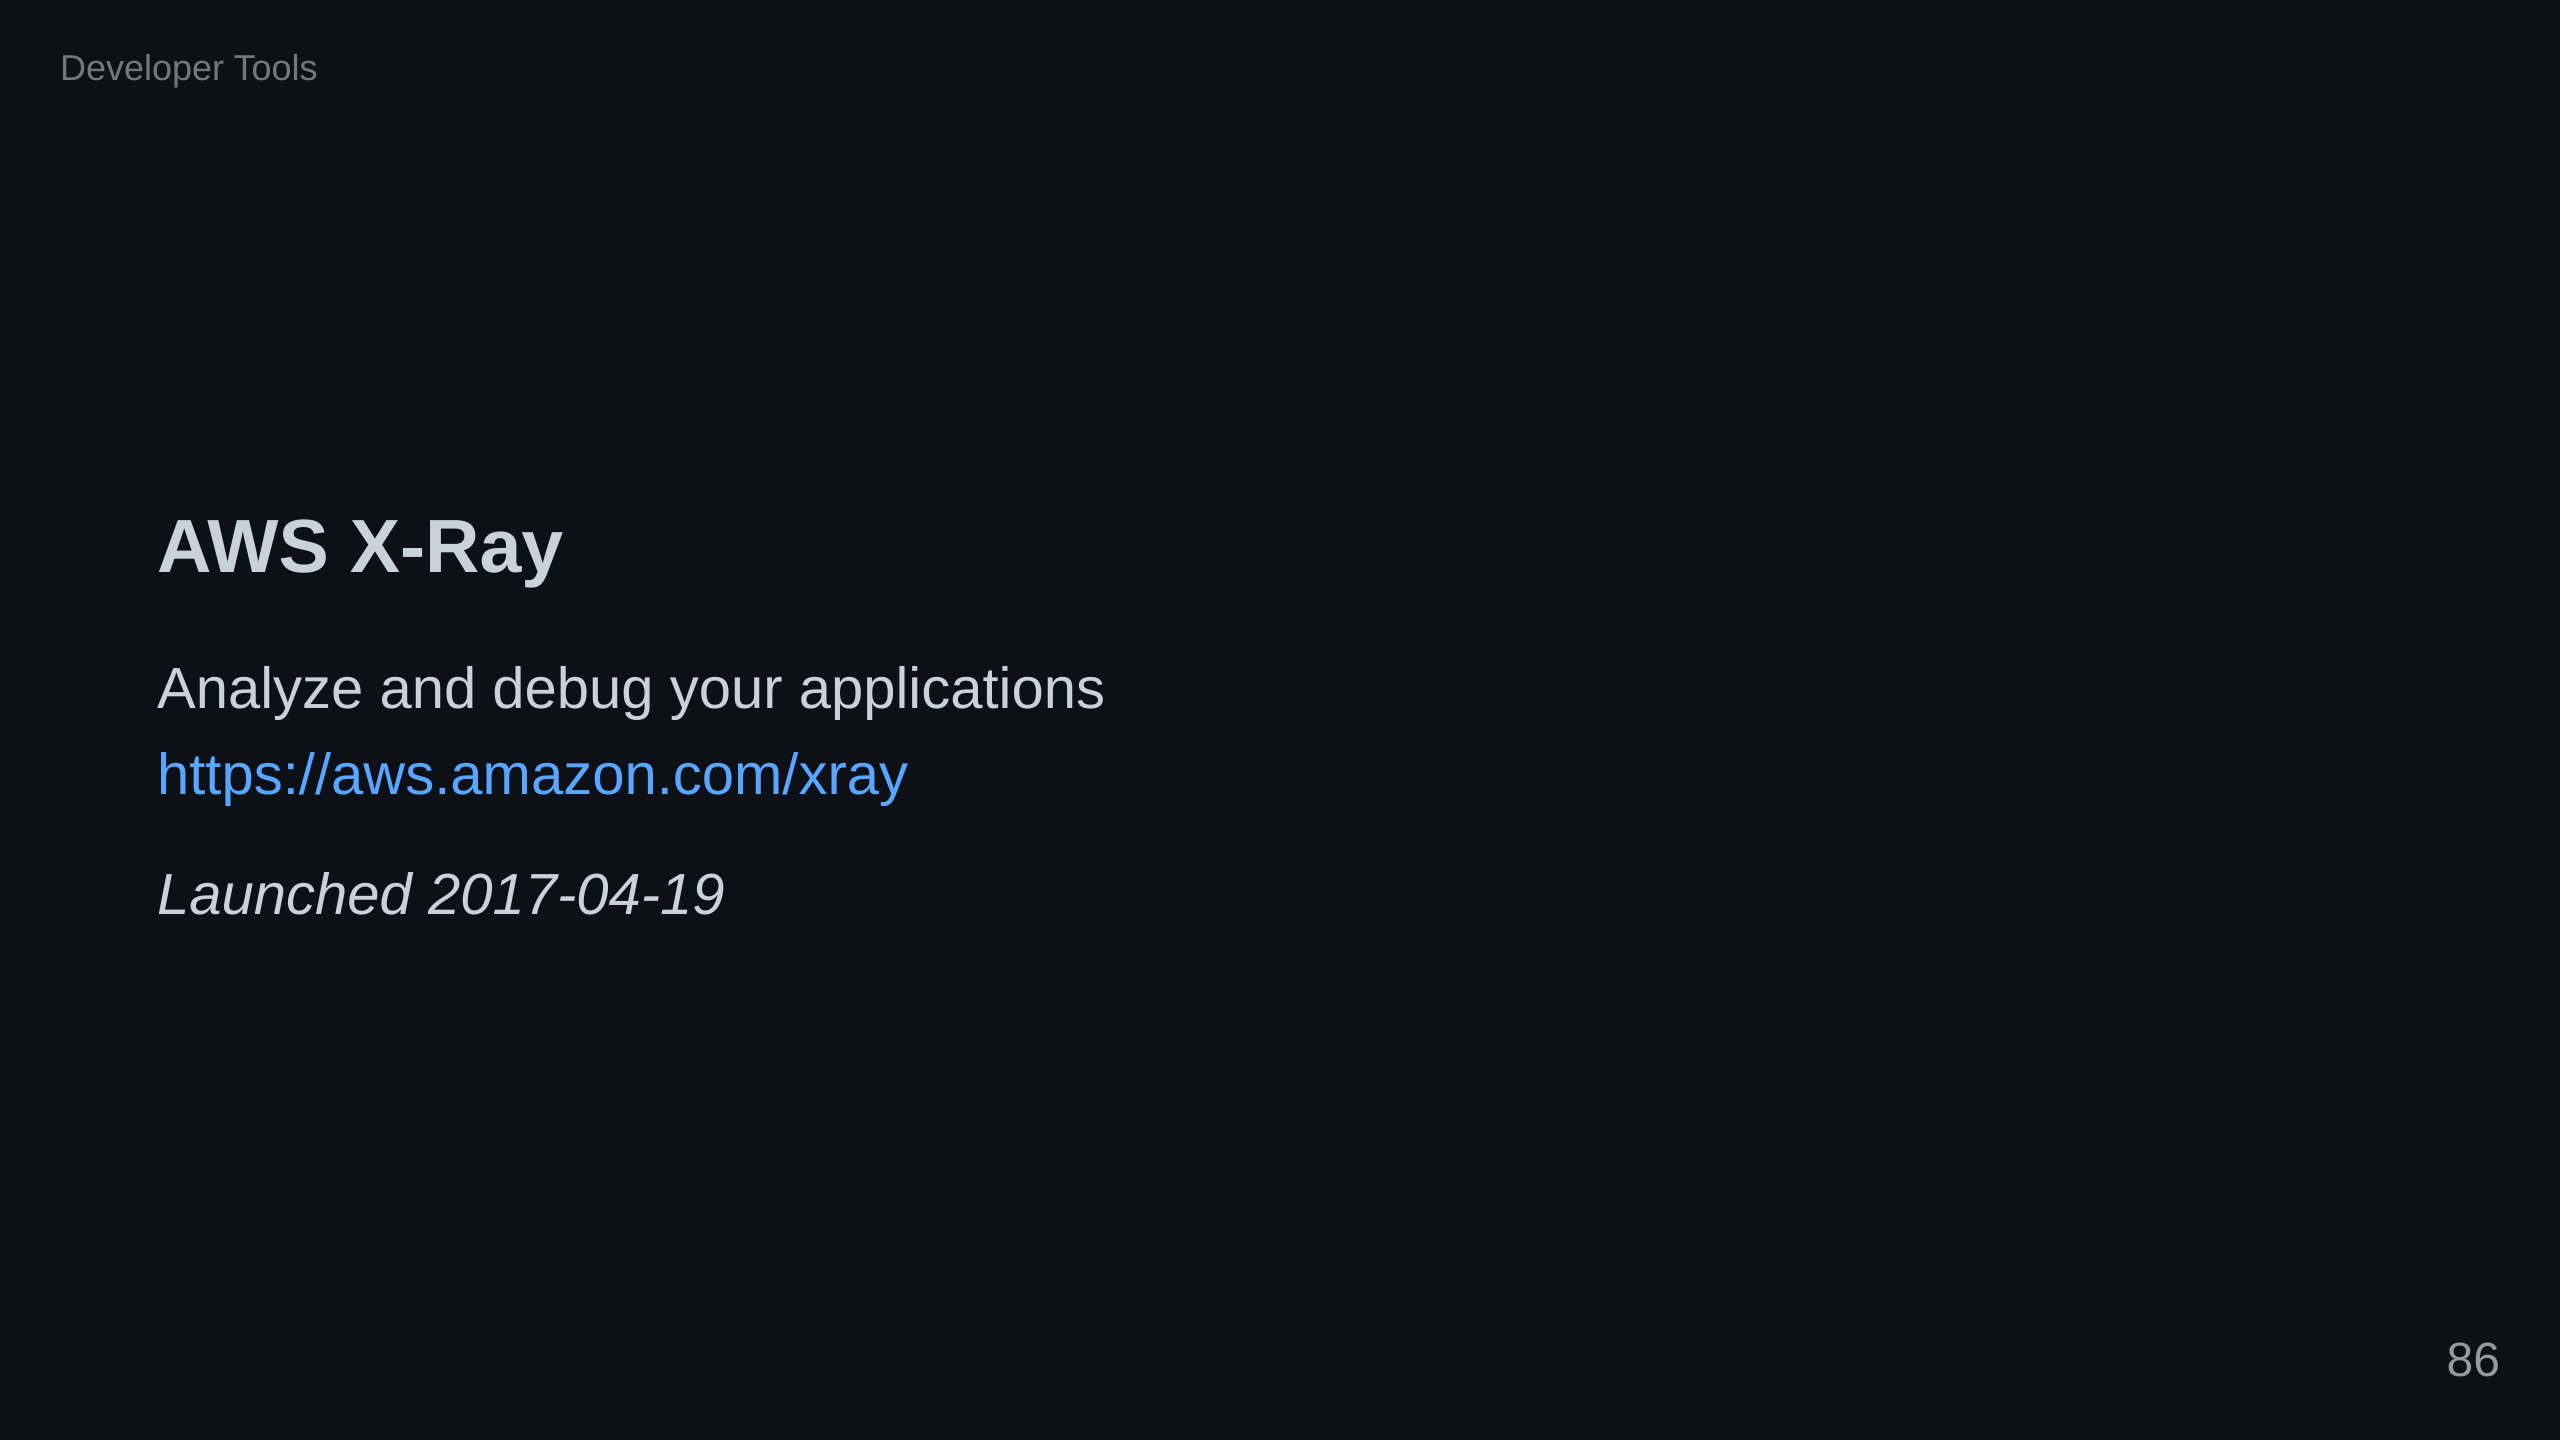 Developer Tools
AWS X-Ray
Analyze and debug your applications
https://aws.amazon.com/xray
Launched 2017-04-19
86